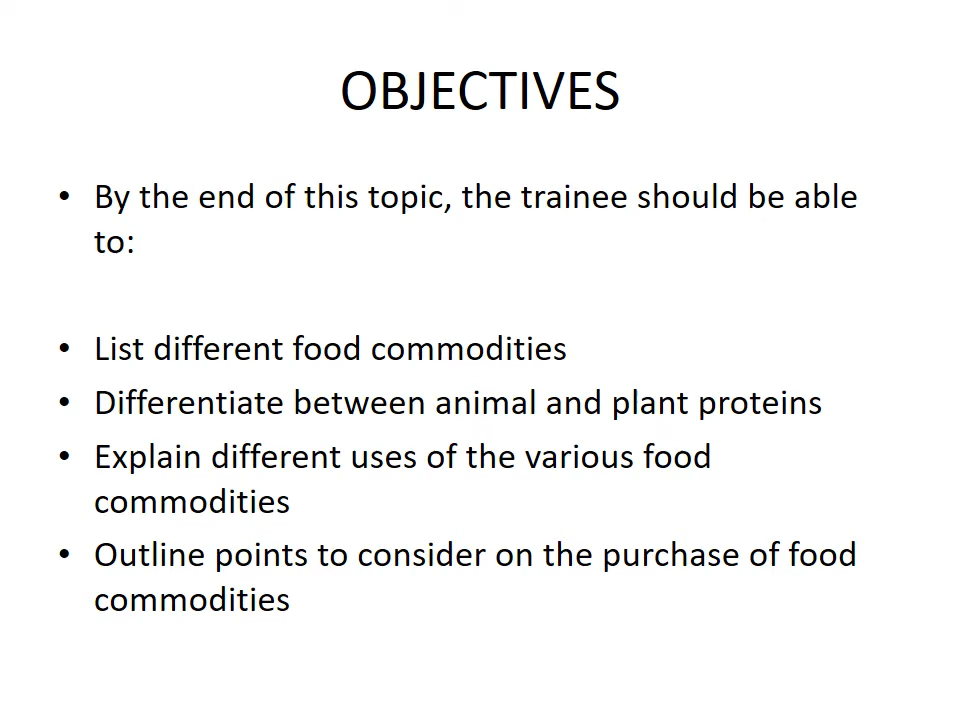 OBJECTIVES
• By the end of this topic, the trainee should be able
to:
• List different food commodities
• Differentiate between animal and plant proteins
• Explain different uses of the various food
commodities
• Outline points to consider on the purchase of food
commodities